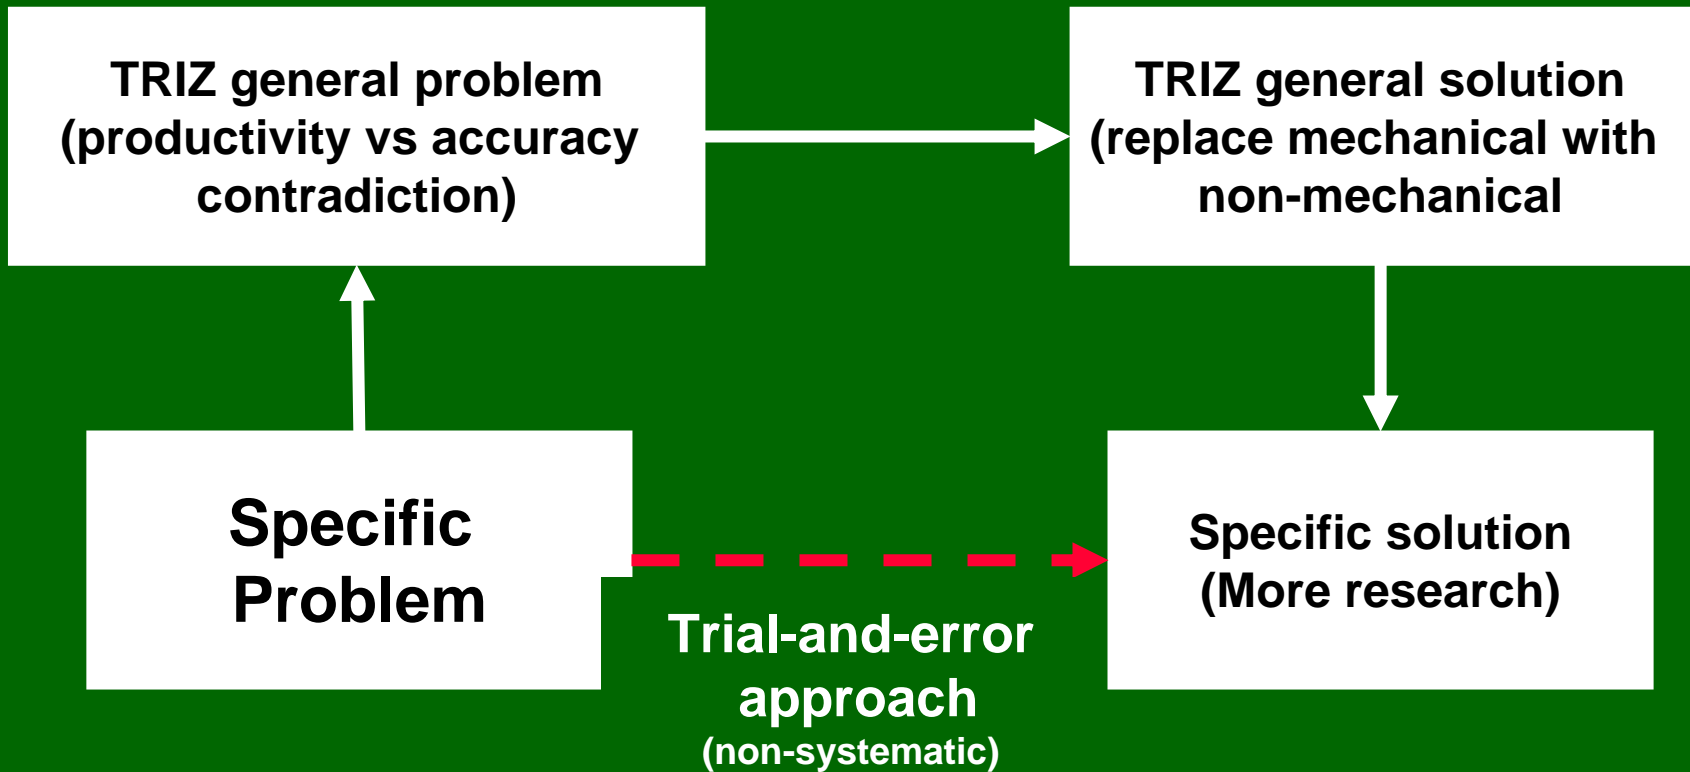 TRIZ general problem
(productivity vs accuracy
contradiction)
TRIZ general solution
(replace mechanical with
non-mechanical
Specific
Problem
Specific solution
(More research)
Trial-and-error
approach
(non-systematic)